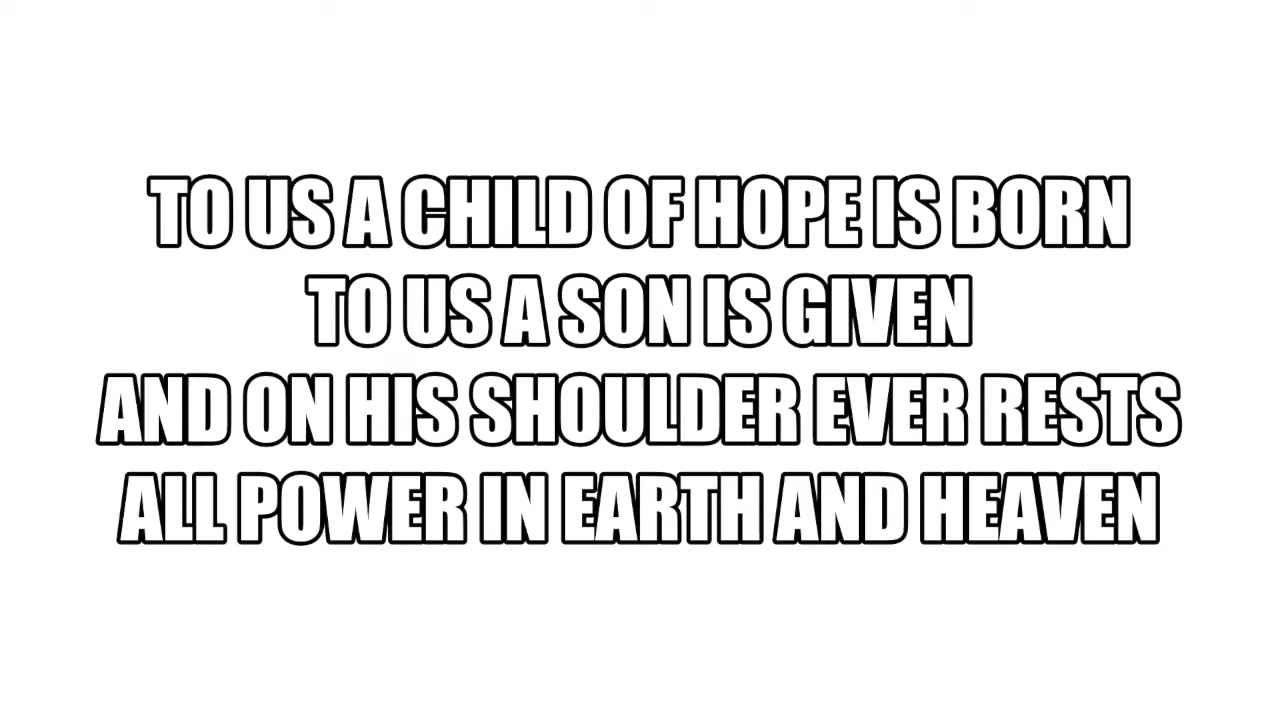 TO US A CHILD OF HOPE IS BORN
TO US A SON IS GIVEN
AND ON HIS SHOULDER EVER RESTS
ALL POWER IN EARTH AND HEAVEN